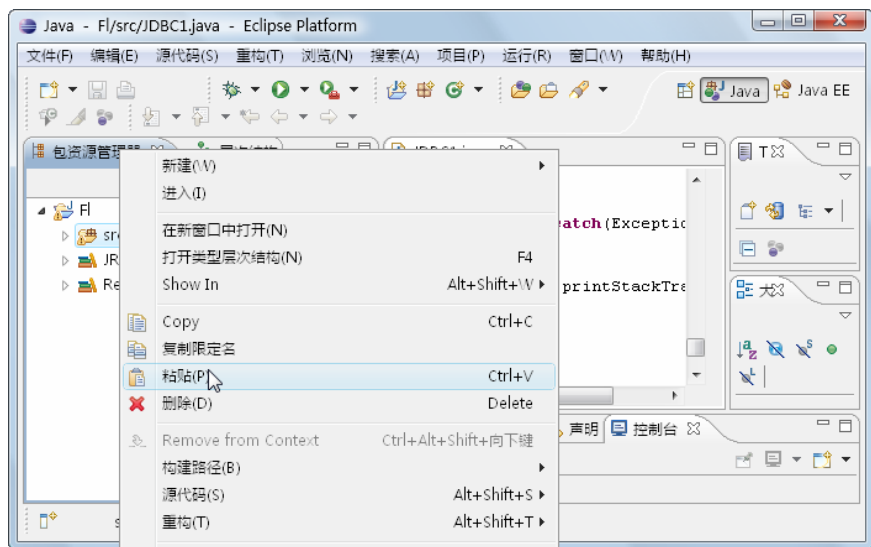 Java - Fl/src/JDBC1.java - Eclipse Platform
文件(F) 编辑(E) 源代码(S) 重构(T) 浏览(N) 搜索(A) 项目(P) 运行(R) 窗口(W) 帮助(H)
Java Java EE
包资源管理
T
新建(W)
进入(I)
Fl
在新窗口中打开(N)
atch(Exceptio
打开类型层次结构(N) F4
Show In Alt+Shift+W
printStackTra
大
Copy Ctrl+C
复制限定名
粘贴(P) Ctrl+V
删除(D) Delete
声明 控制台
Remove from Context Ctrl+Alt+Shift+向下键
构建路径(B)
源代码(S) Alt+Shift+S
重构(T) Alt+Shift+T